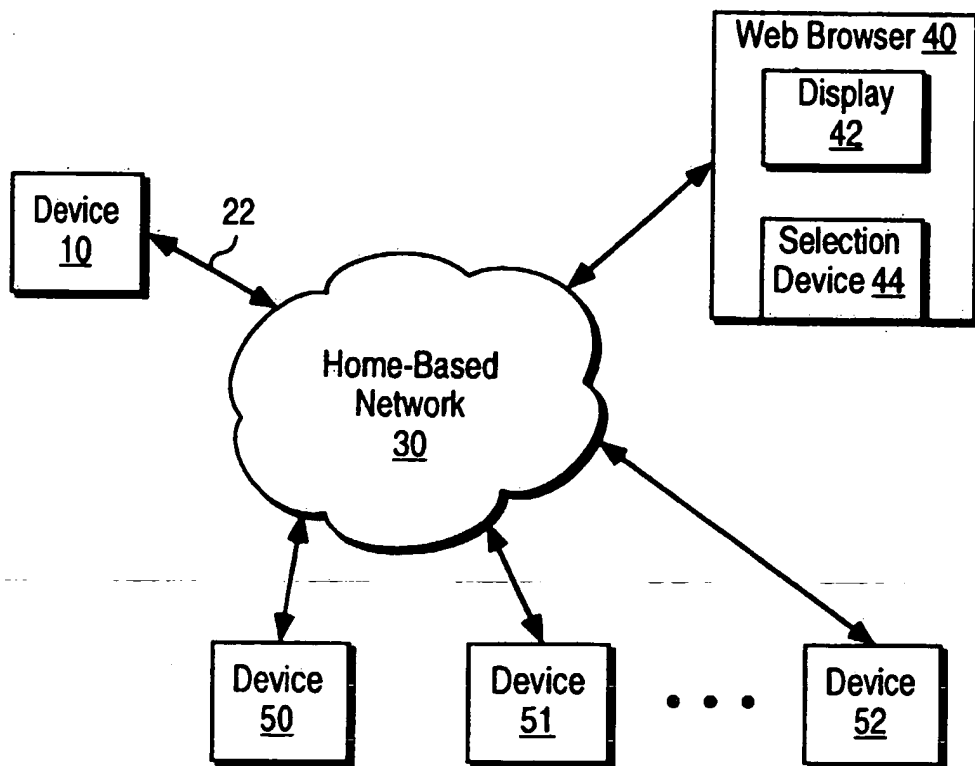 Web Browser 40
Display
42
Selection
Device 44
Device
10
22
Home-Based
Network
30
Device
50
Device
51
Device
52